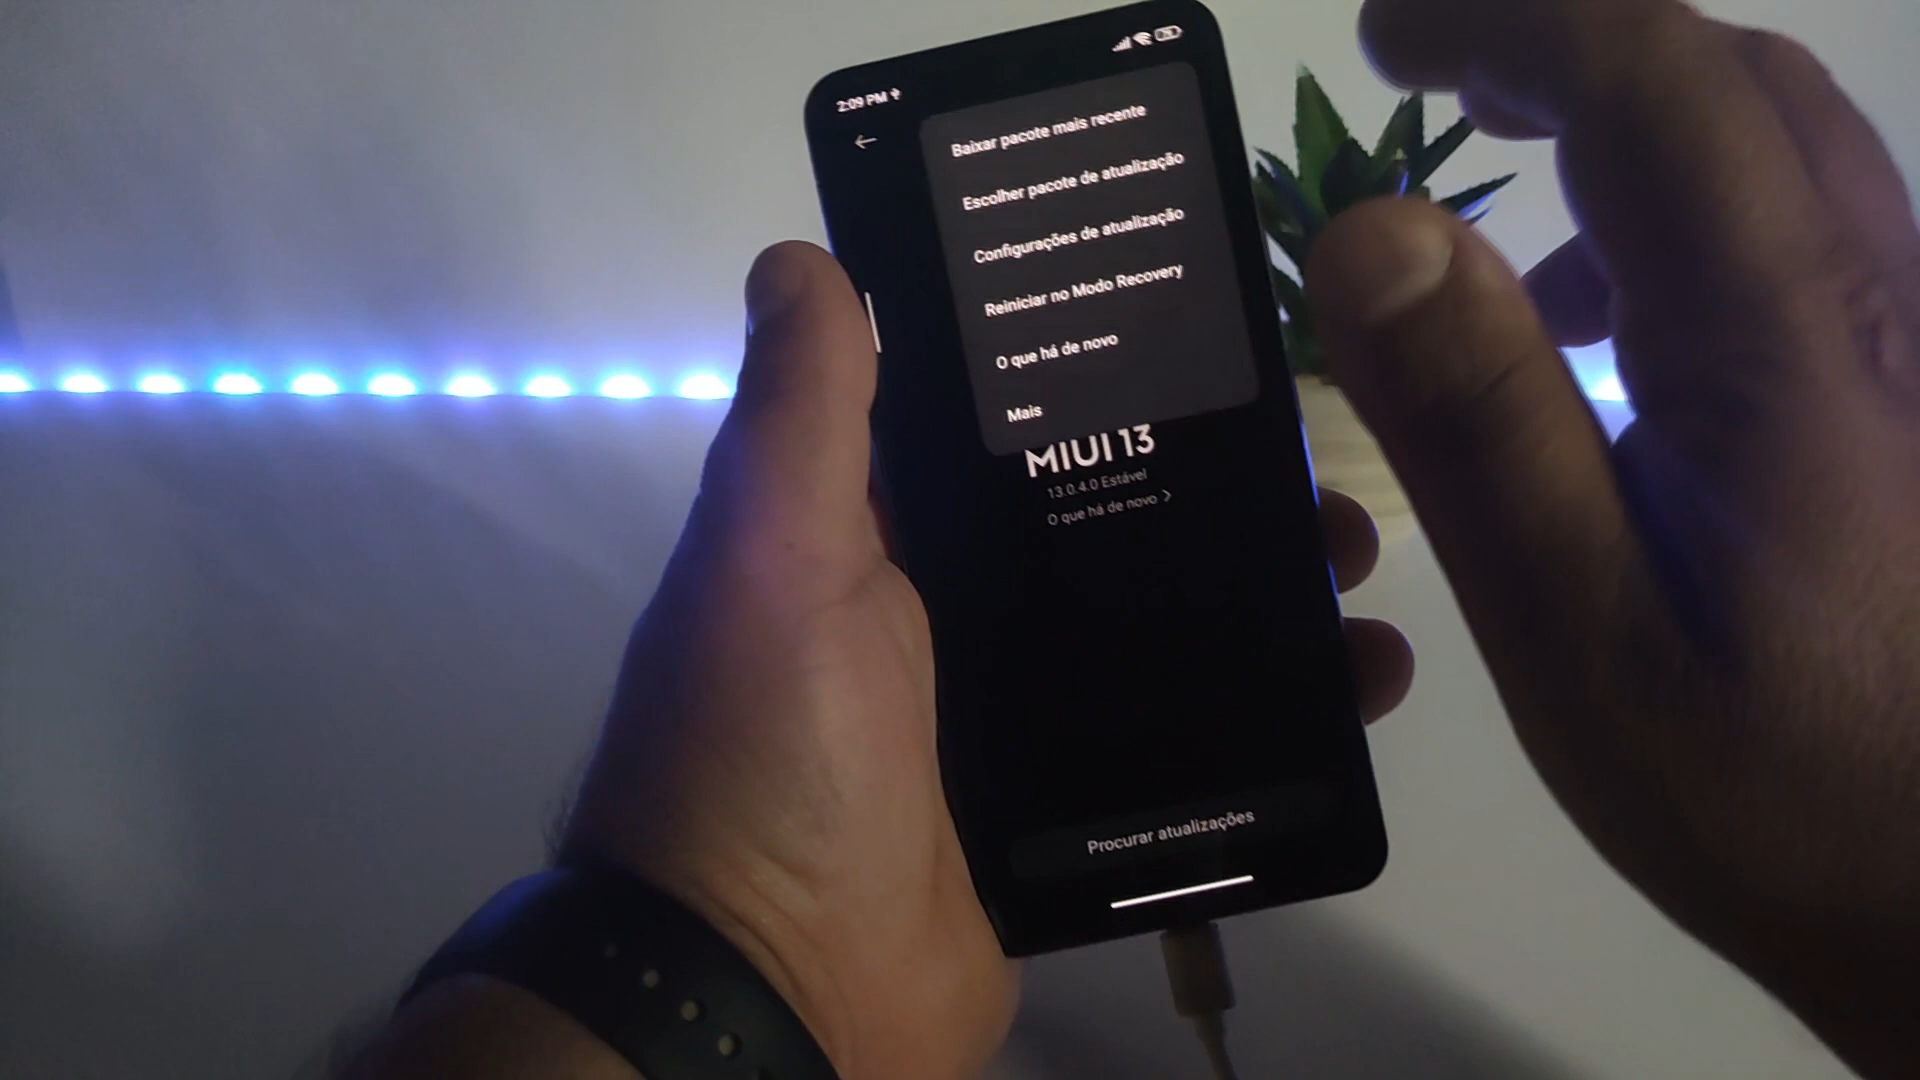 2:09 PM
Baixar pacote mais recente
Escolher pacote de atualização
Configurações de atualização
Reiniciar no Modo Recovery
O que há de novo
Mais
MIUI 13
13.0.4.0 Estável
O que há de novo >
Procurar atualizações